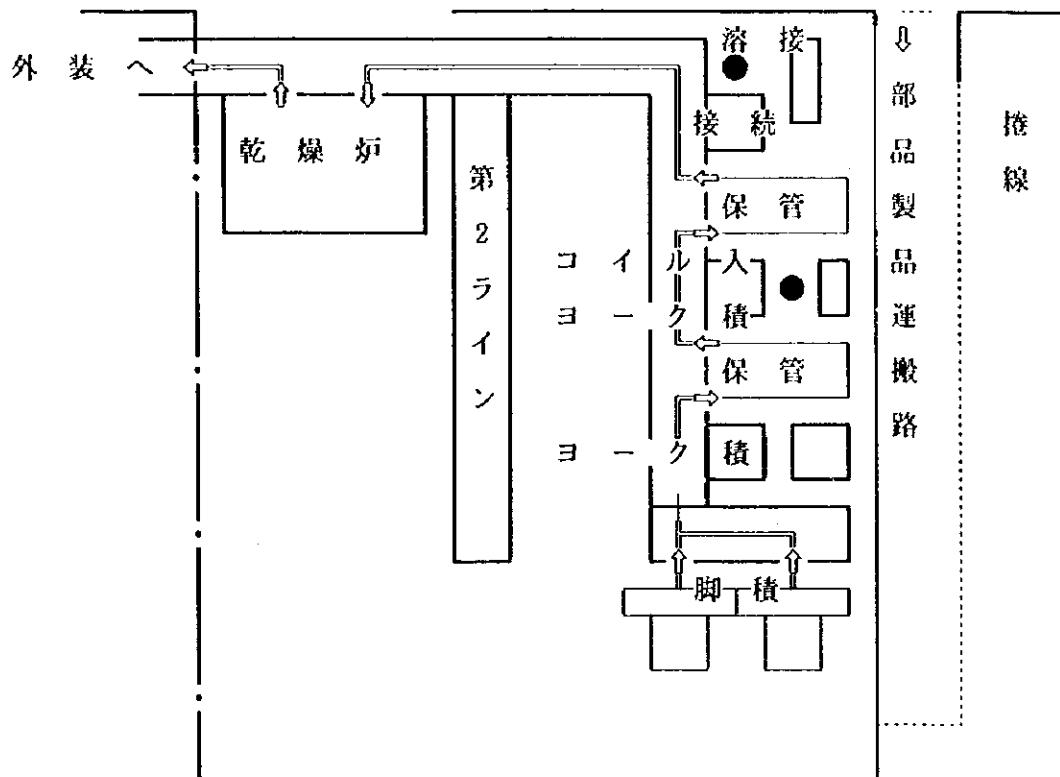 外装へ
乾燥炉
第2ライン
溶接
接続
保管
コイル入
ヨーク積
保管
ヨーク積
脚積
⇩部品製品運搬路
捲線